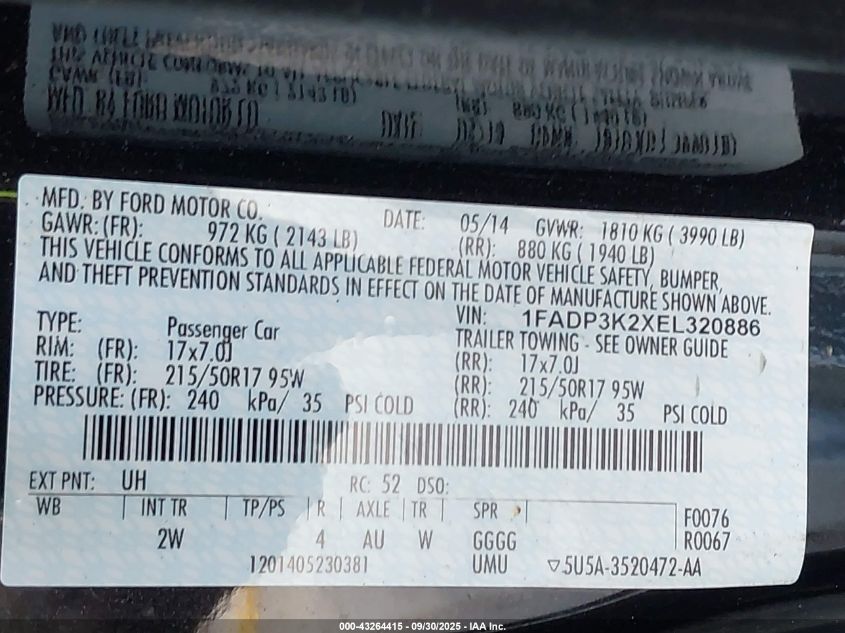 MFD. BY FORD MOTOR CO. DATE: 05/14 GVWR: 1810 KG ( 3990 LB)
GAWR: (FR): 972 KG ( 2143 LB) (RR): 880 KG ( 1940 LB)
THIS VEHICLE CONFORMS TO ALL APPLICABLE FEDERAL MOTOR VEHICLE SAFETY, BUMPER,
AND THEFT PREVENTION STANDARDS IN EFFECT ON THE DATE OF MANUFACTURE SHOWN ABOVE.
VIN: 1FADP3K2XEL320886
TYPE: Passenger Car TRAILER TOWING - SEE OWNER GUIDE
RIM: (FR): 17x7.0J (RR): 17x7.0J
TIRE: (FR): 215/50R17 95W (RR): 215/50R17 95W
PRESSURE: (FR): 240 kPa/ 35 PSI COLD (RR): 240 kPa/ 35 PSI COLD
EXT PNT: UH RC: 52 DSO:
WB INT TR TP/PS R AXLE TR SPR F0076
2W 4 AU W GGGG R0067
1201405230381 UMU ▽5U5A-3520472-AA
000-43264415 - 09/30/2025 - IAA Inc.